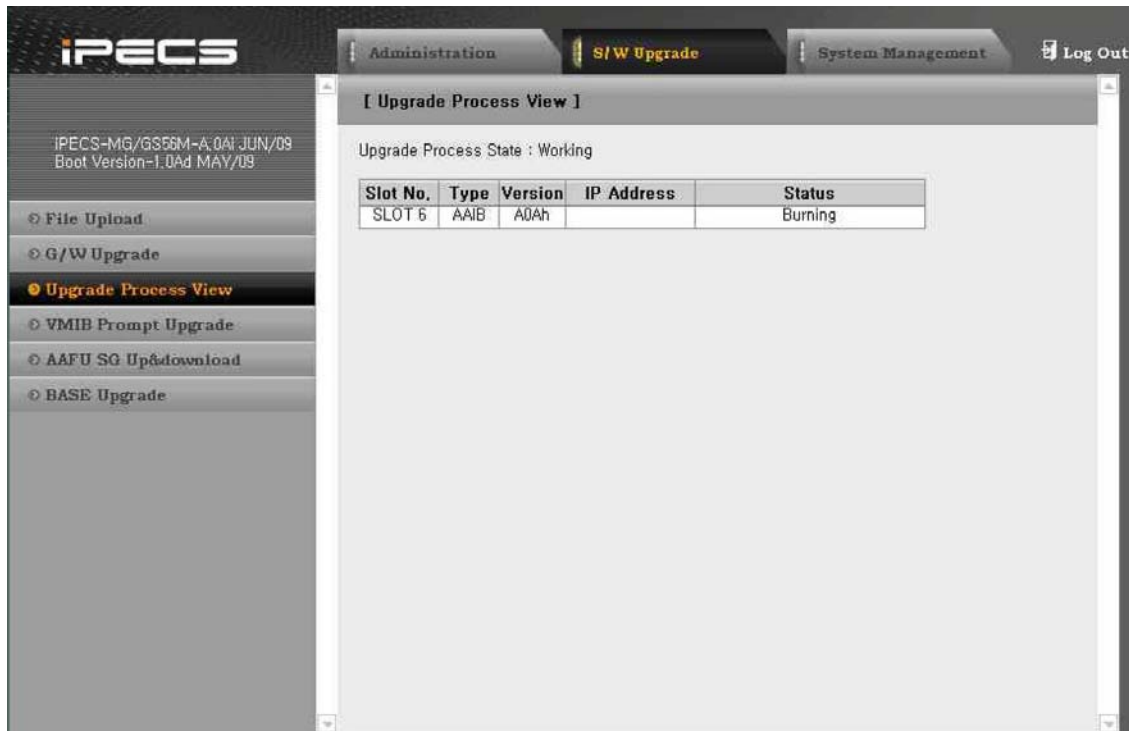 iPECS
Administration
S/W Upgrade
System Management
Log Out
iPECS-MG/GS56M-A.0Ai JUN/09
Boot Version-1.0Ad MAY/09
File Upload
G/W Upgrade
Upgrade Process View
VMIB Prompt Upgrade
AAFU SG Up&download
BASE Upgrade
[ Upgrade Process View ]
Upgrade Process State : Working
Slot No. Type Version IP Address Status
SLOT 6 AAIB A0Ah Burning